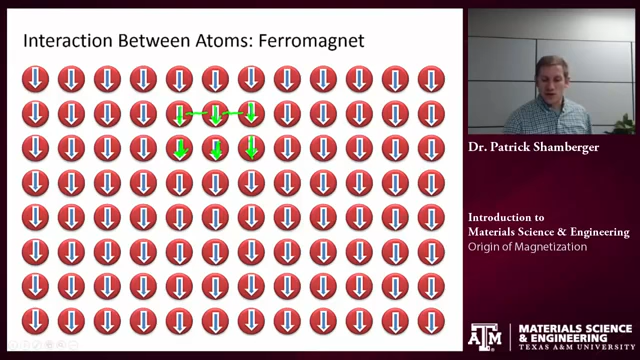 Interaction Between Atoms: Ferromagnet
Dr. Patrick Shamberger
Introduction to
Materials Science & Engineering
Origin of Magnetization
ATM
MATERIALS SCIENCE
& ENGINEERING
TEXAS A&M UNIVERSITY